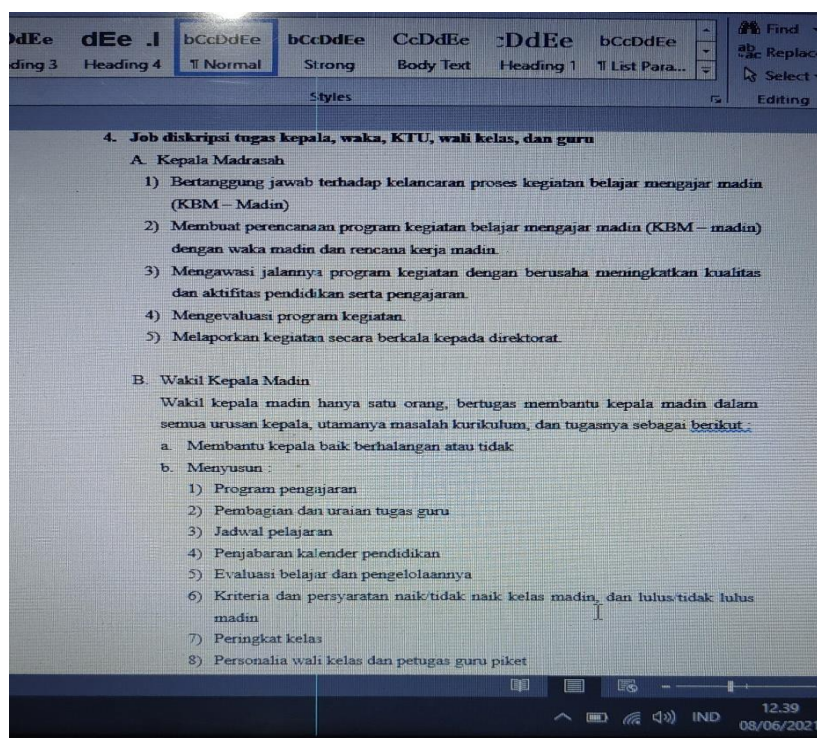 dEe .I bCcDdEe bCcDdEe CcDdEe bCcDdEe
ding 3 Heading 4 ¶ Normal Strong Body Text Heading 1 ¶ List Para...
Find
Replac
Select
Styles
Editing
4. Job diskripsi tugas kepala, waka, KTU, wali kelas, dan guru
A. Kepala Madrasah
1) Bertanggung jawab terhadap kelancaran proses kegiatan belajar mengajar madin
(KBM – Madin)
2) Membuat perencanaan program kegiatan belajar mengajar madin (KBM – madin)
dengan waka madin dan rencana kerja madin.
3) Mengawasi jalannya program kegiatan dengan berusaha meningkatkan kualitas
dan aktifitas pendidikan serta pengajaran.
4) Mengevaluasi program kegiatan.
5) Melaporkan kegiatan secara berkala kepada direktorat.
B. Wakil Kepala Madin
Wakil kepala madin hanya satu orang, bertugas membantu kepala madin dalam
semua urusan kepala, utamanya masalah kurikulum, dan tugasnya sebagai berikut :
a. Membantu kepala baik berhalangan atau tidak
b. Menyusun :
1) Program pengajaran
2) Pembagian dan uraian tugas guru
3) Jadwal pelajaran
4) Penjabaran kalender pendidikan
5) Evaluasi belajar dan pengelolaannya
6) Kriteria dan persyaratan naik/tidak naik kelas madin, dan lulus/tidak lulus
madin
7) Peringkat kelas
8) Personalia wali kelas dan petugas guru piket
IND
12.39
08/06/2021